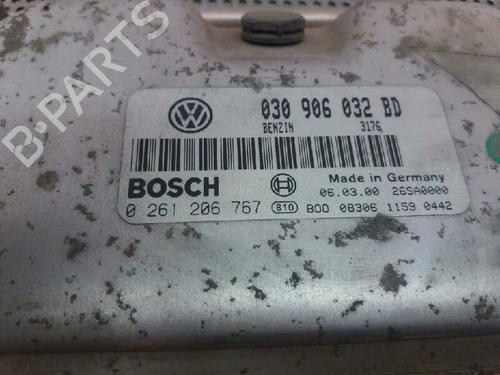 B-PARTS
030 906 032 BD
BENZIN 3176
BOSCH
Made in Germany
06.03.00 26SA0000
0 261 206 767 B10 B00 08306 1159 0442